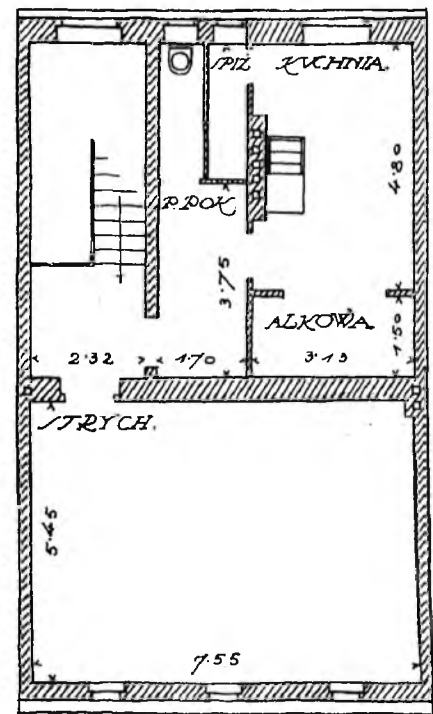 SPIŻ KUCHNIA.
4.80
P.POK
3.75
ALKOWA.
1.50
2.32 1.70 3.13
STRYCH.
5.45
7.55